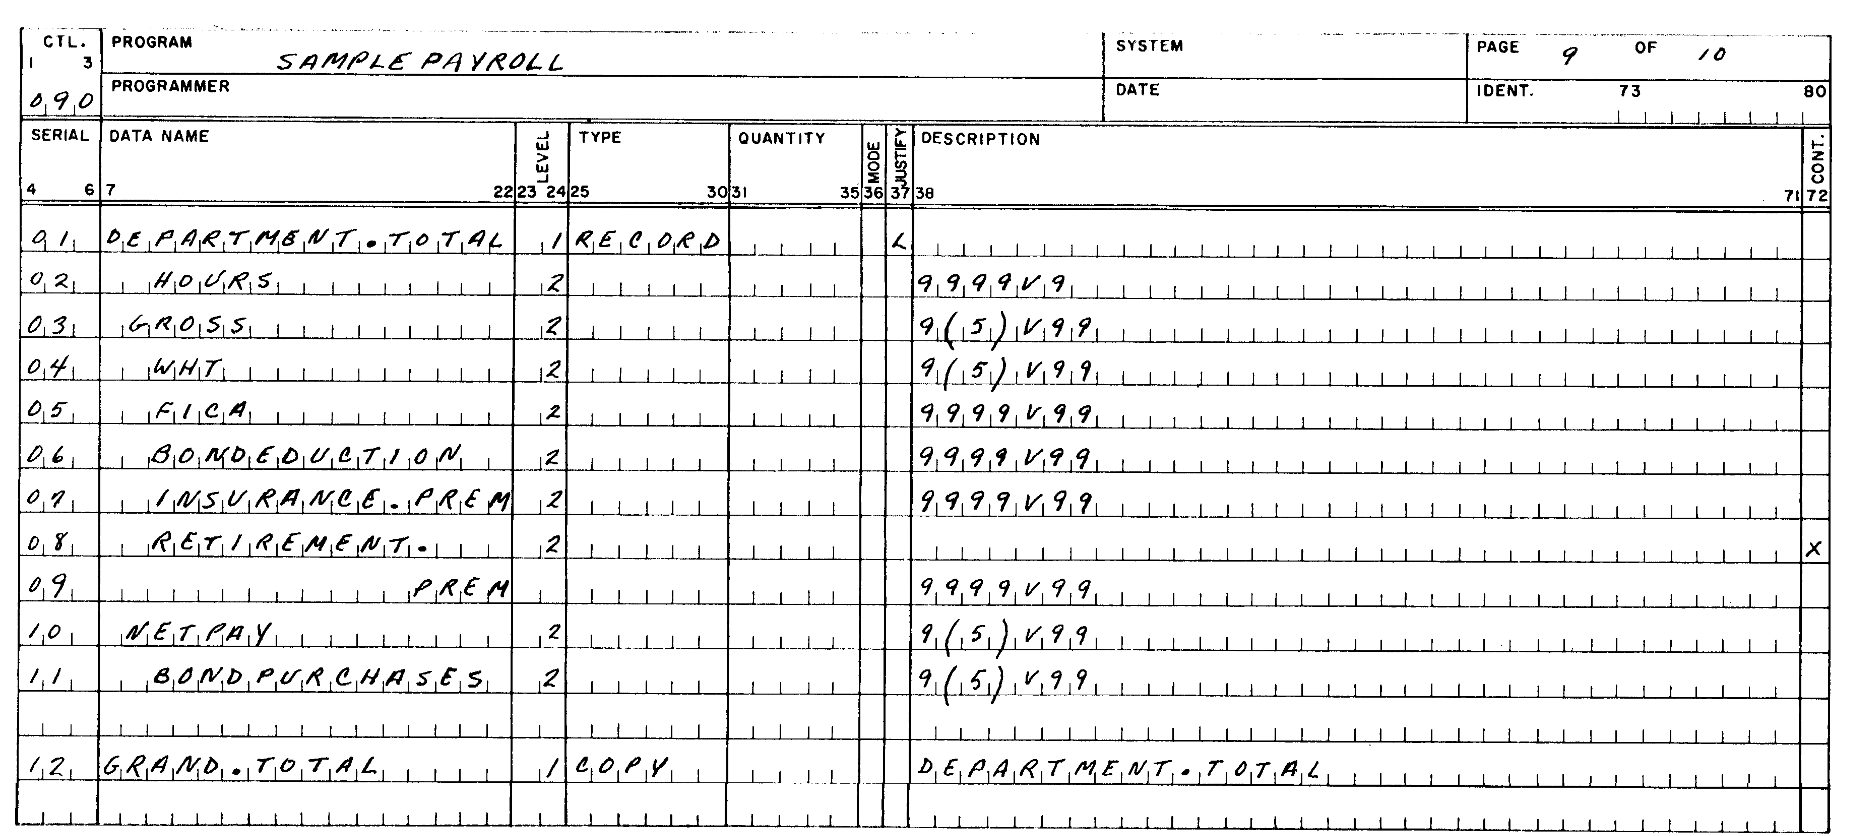 CTL. PROGRAM SAMPLE PAYROLL SYSTEM PAGE 9 OF 10
1 3
090 PROGRAMMER DATE IDENT. 73 80
SERIAL DATA NAME LEVEL TYPE QUANTITY MODE JUSTIFY DESCRIPTION CONT.
4 6 7 22 23 24 25 30 31 35 36 37 38 71 72
01 DEPARTMENT.TOTAL 1 RECORD L
02 HOURS 2 9999V9
03 GROSS 2 9(5)V99
04 WHT 2 9(5)V99
05 FICA 2 9999V99
06 BONDEDUCTION 2 9999V99
07 INSURANCE.PREM 2 9999V99
08 RETIREMENT. 2 X
09 PREM 9999V99
10 NETPAY 2 9(5)V99
11 BONDPURCHASES 2 9(5)V99
12 GRAND.TOTAL 1 COPY DEPARTMENT.TOTAL